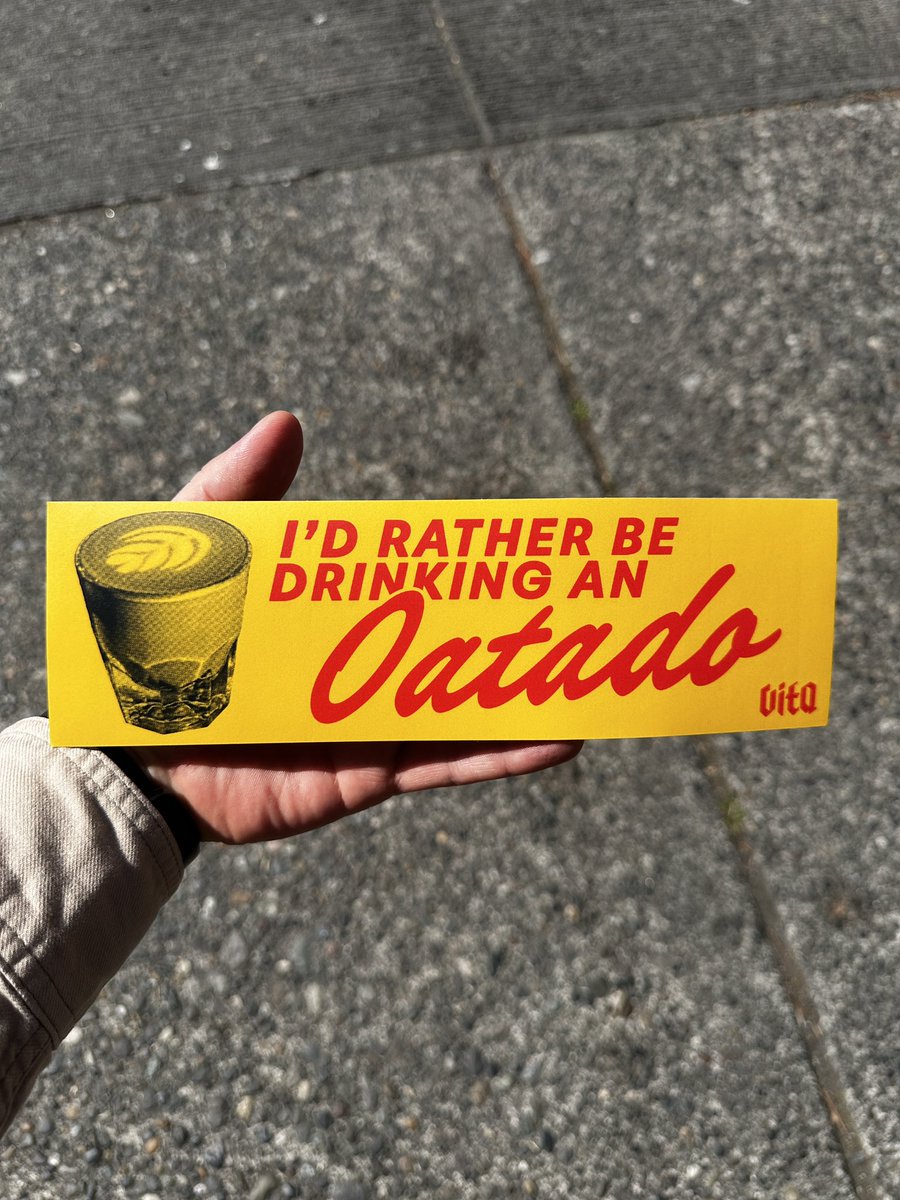 I'D RATHER BE
DRINKING AN
Oatado
Vita